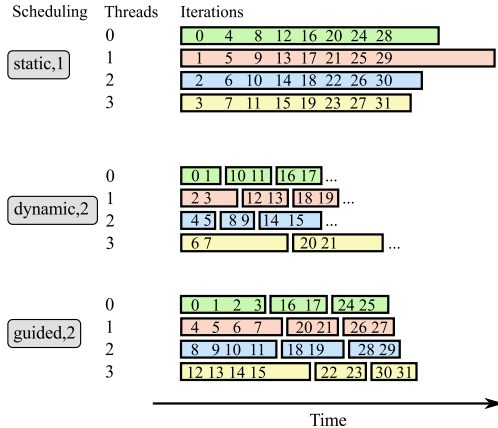 Scheduling Threads Iterations
0 0 4 8 12 16 20 24 28
static,1
1 1 5 9 13 17 21 25 29
2 2 6 10 14 18 22 26 30
3 3 7 11 15 19 23 27 31
0 0 1 10 11 16 17 ...
1 2 3 12 13 18 19 ...
dynamic,2
2 4 5 8 9 14 15 ...
3 6 7 20 21 ...
0 0 1 2 3 16 17 24 25
1 4 5 6 7 20 21 26 27
guided,2
2 8 9 10 11 18 19 28 29
3 12 13 14 15 22 23 30 31
Time